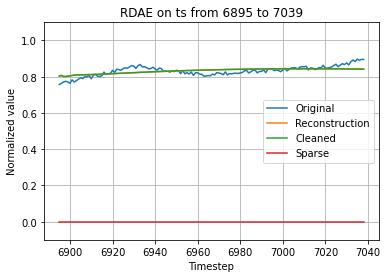 RDAE on ts from 6895 to 7039
Normalized value
1.0
0.8
0.6
0.4
0.2
0.0
Original
Reconstruction
Cleaned
Sparse
6900 6920 6940 6960 6980 7000 7020 7040
Timestep